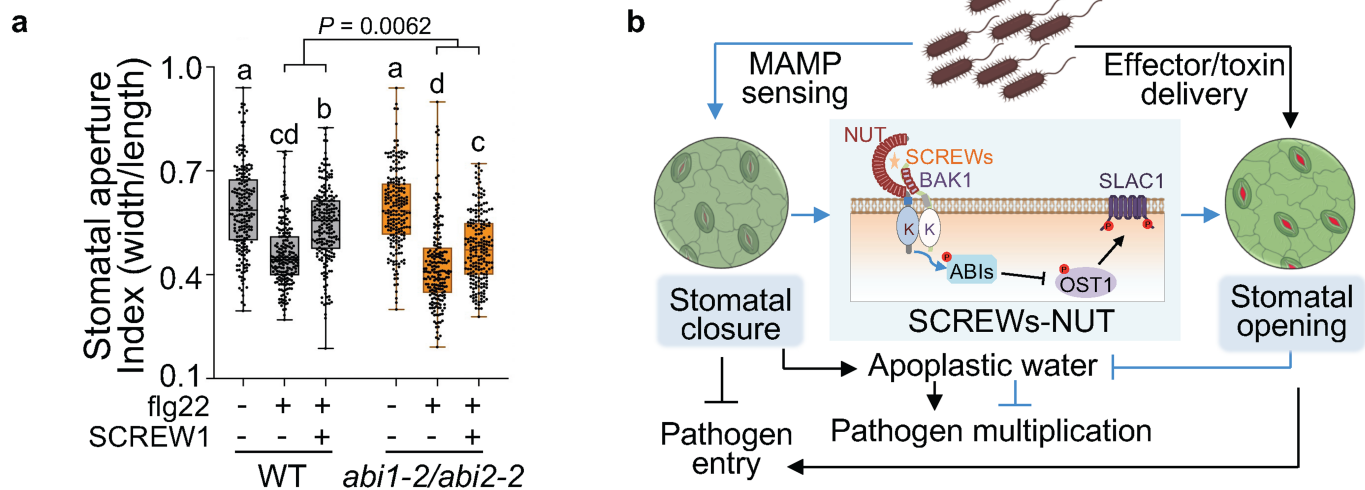 a
P = 0.0062
Stomatal aperture
Index (width/length)
1.0
0.7
0.4
0.1
a
cd
b
a
d
c
flg22 - + + - + +
SCREW1 - - + - - +
WT
abi1-2/abi2-2
b
MAMP
sensing
Effector/toxin
delivery
NUT
SCREWs
BAK1
SLAC1
K
K
P
ABIs
P
OST1
P
P
SCREWs-NUT
Stomatal
closure
Stomatal
opening
Apoplastic water
Pathogen
entry
Pathogen multiplication